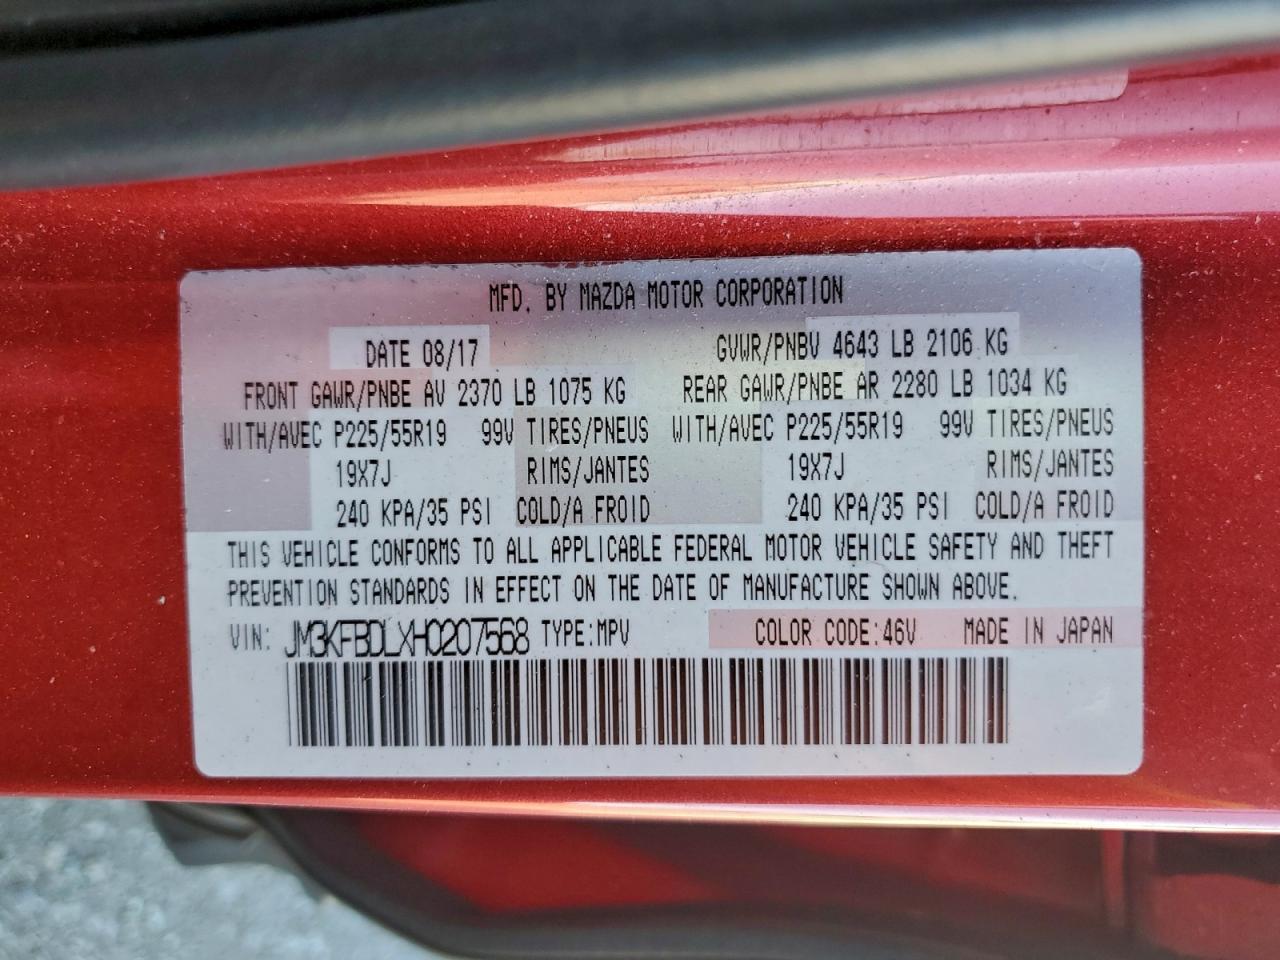 MFD. BY MAZDA MOTOR CORPORATION
DATE 08/17 GVWR/PNBV 4643 LB 2106 KG
FRONT GAWR/PNBE AV 2370 LB 1075 KG REAR GAWR/PNBE AR 2280 LB 1034 KG
WITH/AVEC P225/55R19 99V TIRES/PNEUS WITH/AVEC P225/55R19 99V TIRES/PNEUS
19X7J RIMS/JANTES 19X7J RIMS/JANTES
240 KPA/35 PSI COLD/A FROID 240 KPA/35 PSI COLD/A FROID
THIS VEHICLE CONFORMS TO ALL APPLICABLE FEDERAL MOTOR VEHICLE SAFETY AND THEFT
PREVENTION STANDARDS IN EFFECT ON THE DATE OF MANUFACTURE SHOWN ABOVE.
VIN: JM3KFBDLXH0207568 TYPE:MPV COLOR CODE:46V MADE IN JAPAN